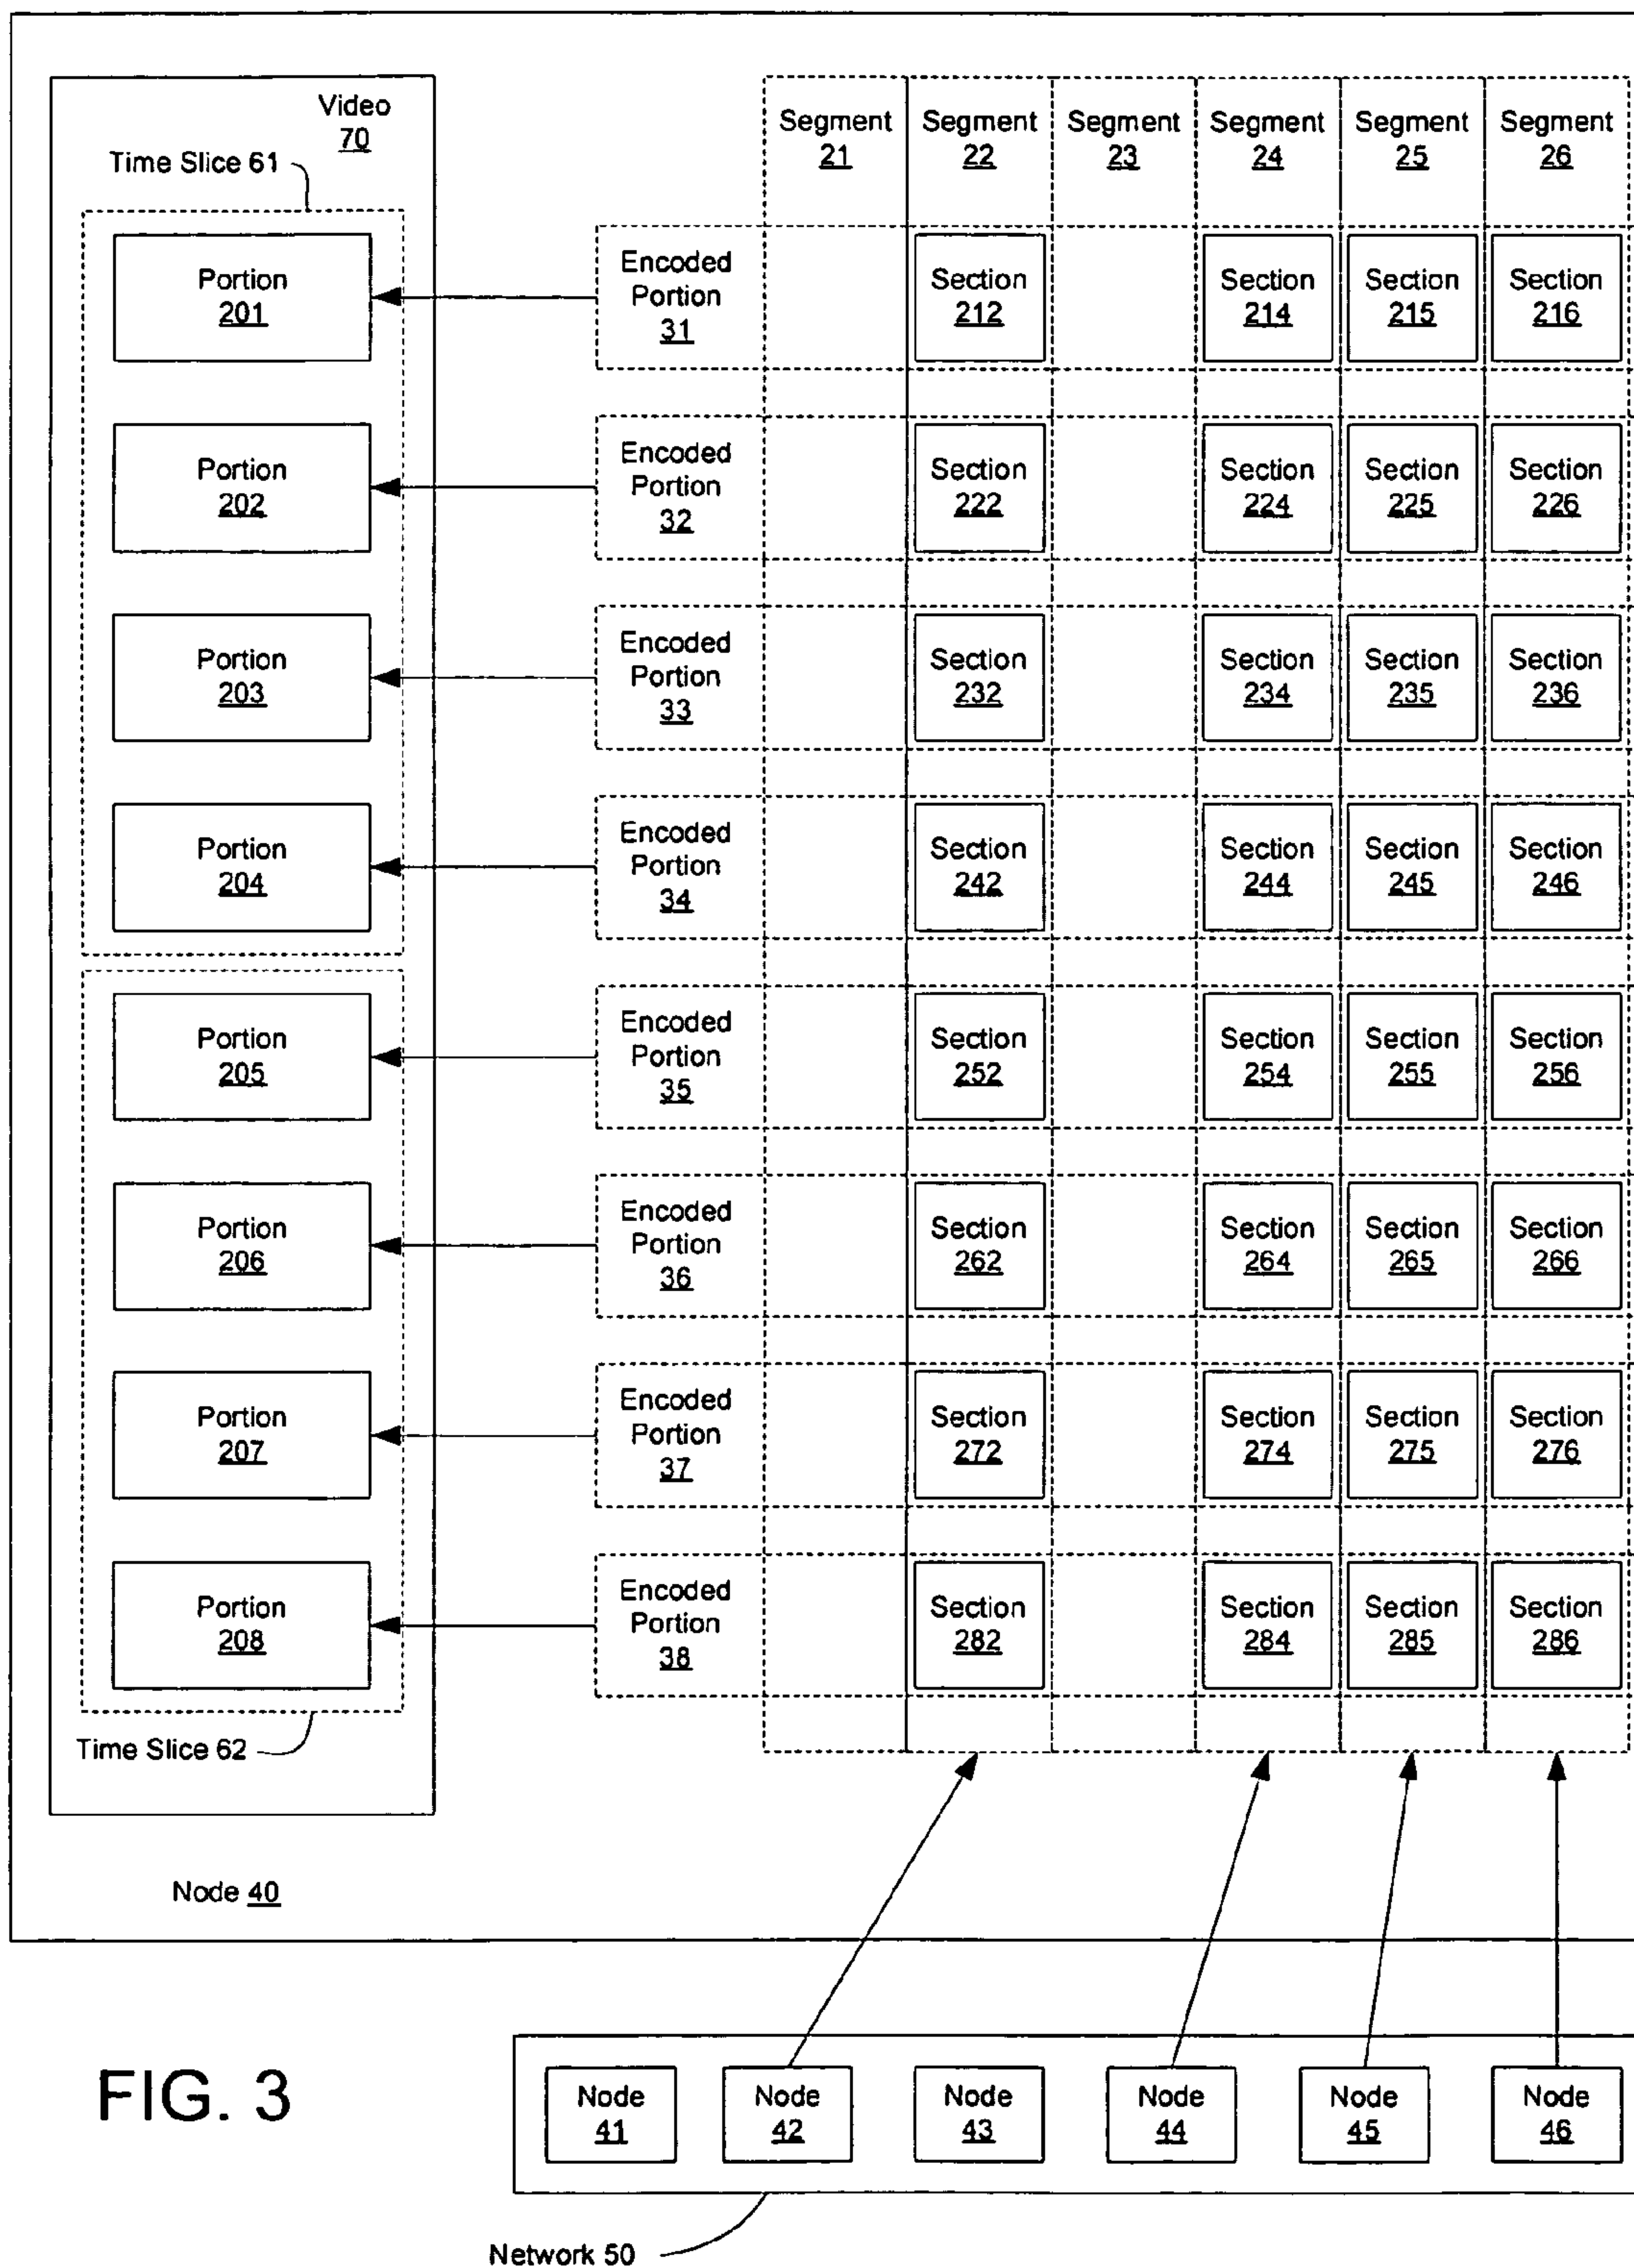 Video
70
Time Slice 61
Segment
21
Segment
22
Segment
23
Segment
24
Segment
25
Segment
26
Portion
201
Encoded
Portion
31
Section
212
Section
214
Section
215
Section
216
Portion
202
Encoded
Portion
32
Section
222
Section
224
Section
225
Section
226
Portion
203
Encoded
Portion
33
Section
232
Section
234
Section
235
Section
236
Portion
204
Encoded
Portion
34
Section
242
Section
244
Section
245
Section
246
Portion
205
Encoded
Portion
35
Section
252
Section
254
Section
255
Section
256
Portion
206
Encoded
Portion
36
Section
262
Section
264
Section
265
Section
266
Portion
207
Encoded
Portion
37
Section
272
Section
274
Section
275
Section
276
Portion
208
Encoded
Portion
38
Section
282
Section
284
Section
285
Section
286
Time Slice 62
Node 40
FIG. 3
Node
41
Node
42
Node
43
Node
44
Node
45
Node
46
Network 50